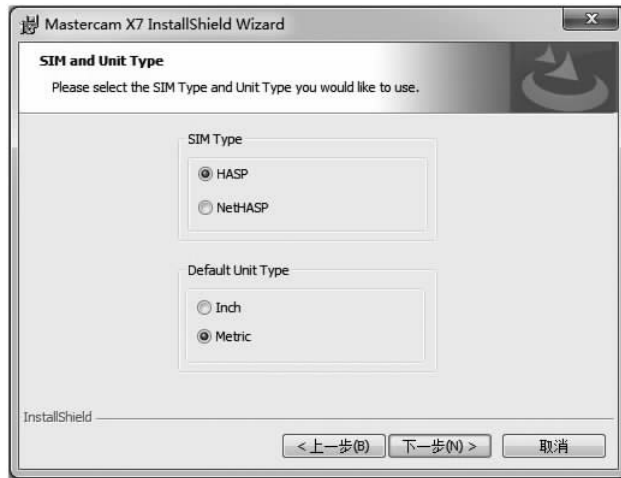 Mastercam X7 InstallShield Wizard
SIM and Unit Type
Please select the SIM Type and Unit Type you would like to use.
SIM Type
HASP
NetHASP
Default Unit Type
Inch
Metric
InstallShield
<上一步(B) 下一步(N)> 取消